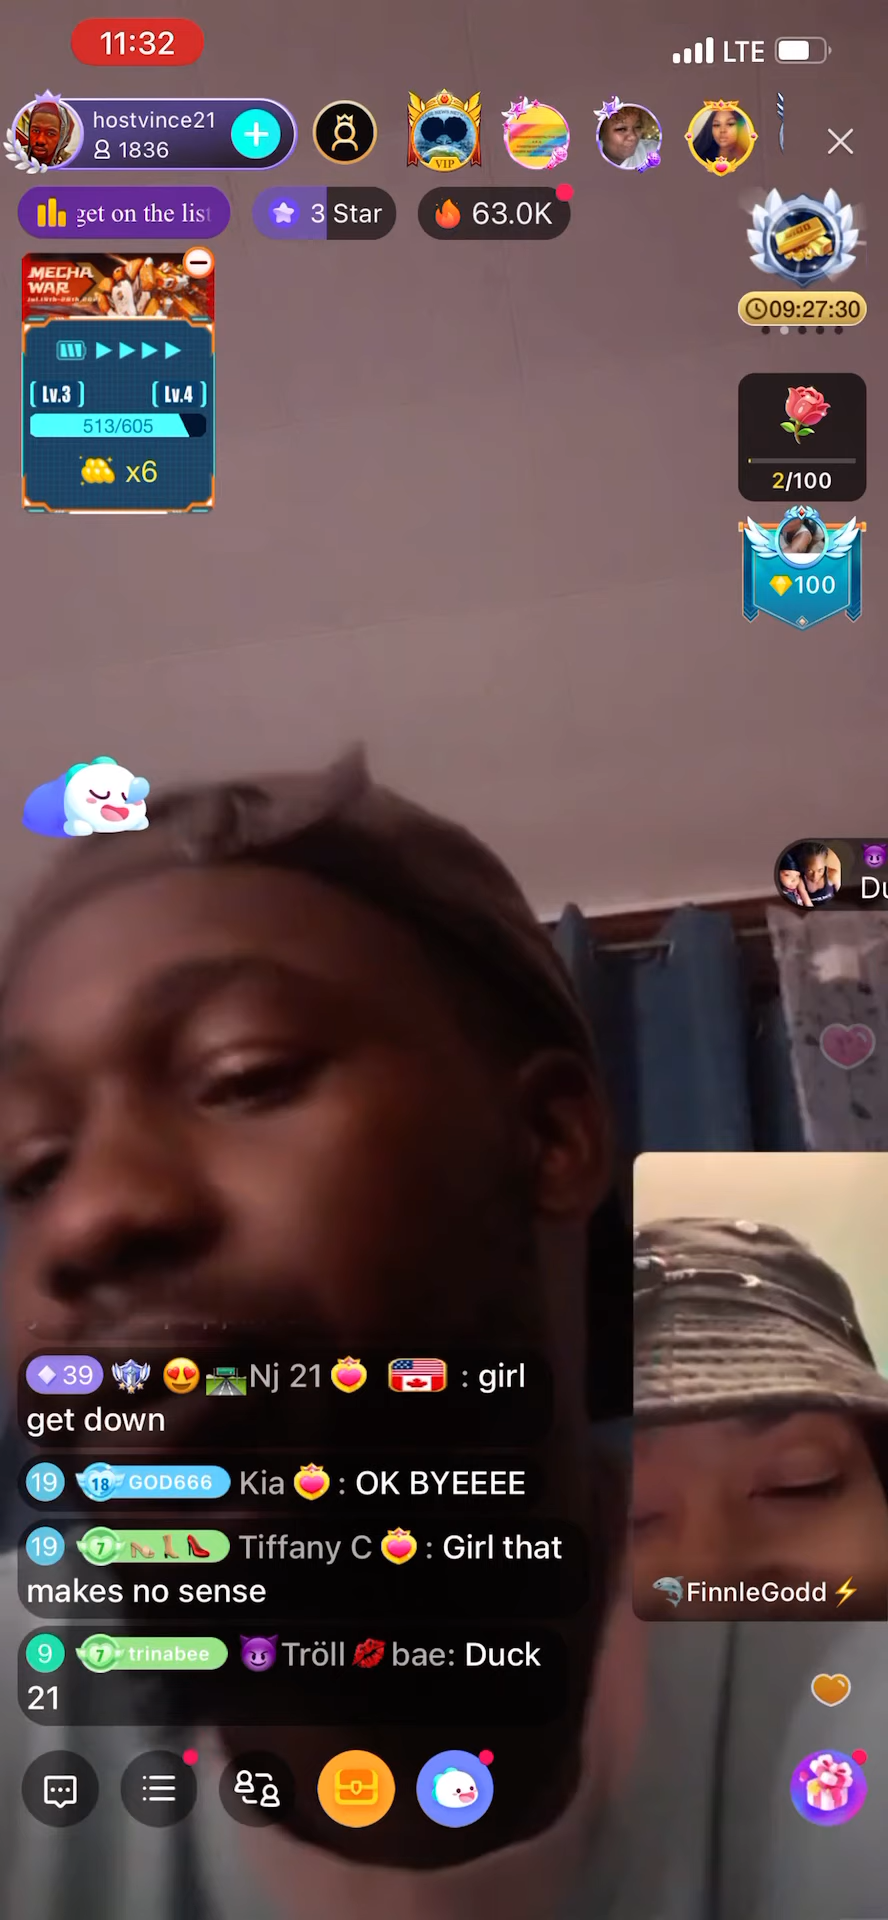 11:32
LTE
hostvince21
1836
VIP
get on the list
3 Star
63.0K
MECHA
WAR
09:27:30
Lv.3
Lv.4
513/605
x6
2/100
100
Du
39 Nj 21 : girl
get down
19 18 GOD666 Kia : OK BYEEEE
19 7 Tiffany C : Girl that
makes no sense
FinnleGodd
9 7 trinabee Tröll bae: Duck
21